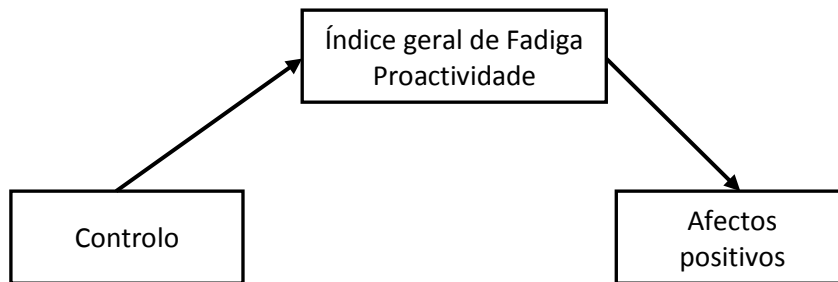 Índice geral de Fadiga
Proactividade
Controlo
Afectos
positivos